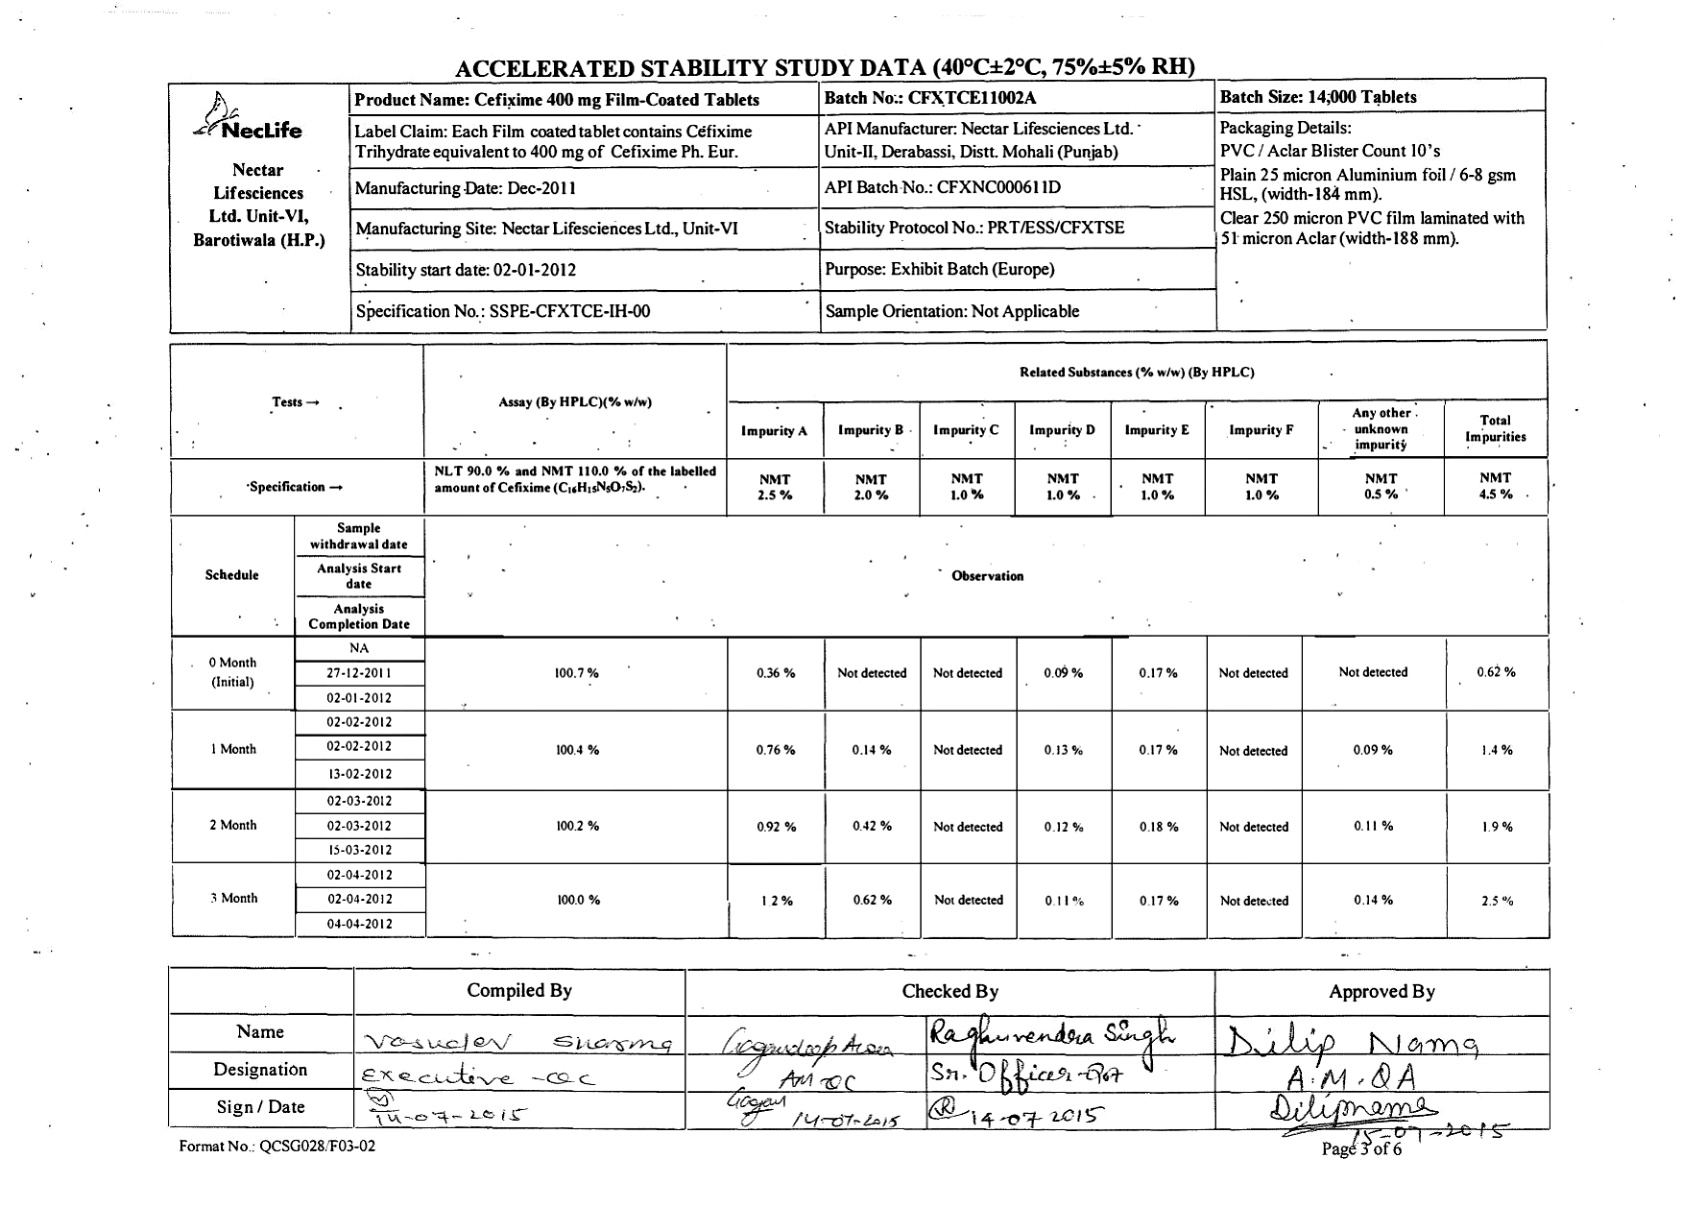 ACCELERATED STABILITY STUDY DATA (40°C±2°C, 75%±5% RH)
NecLife
Nectar
Lifesciences
Ltd. Unit-VI,
Barotiwala (H.P.)
Product Name: Cefixime 400 mg Film-Coated Tablets
Batch No.: CFXTCE11002A
Batch Size: 14,000 Tablets
Label Claim: Each Film coated tablet contains Cefixime
Trihydrate equivalent to 400 mg of Cefixime Ph. Eur.
API Manufacturer: Nectar Lifesciences Ltd.
Unit-II, Derabassi, Distt. Mohali (Punjab)
Packaging Details:
PVC / Aclar Blister Count 10's
Plain 25 micron Aluminium foil / 6-8 gsm
HSL, (width-184 mm).
Clear 250 micron PVC film laminated with
51 micron Aclar (width-188 mm).
Manufacturing Date: Dec-2011
API Batch No.: CFXNC000611D
Manufacturing Site: Nectar Lifesciences Ltd., Unit-VI
Stability Protocol No.: PRT/ESS/CFXTSE
Stability start date: 02-01-2012
Purpose: Exhibit Batch (Europe)
Specification No.: SSPE-CFXTCE-IH-00
Sample Orientation: Not Applicable
Tests →
Assay (By HPLC)(% w/w)
Related Substances (% w/w) (By HPLC)
Impurity A
Impurity B
Impurity C
Impurity D
Impurity E
Impurity F
Any other
unknown
impurity
Total
Impurities
Specification →
NLT 90.0 % and NMT 110.0 % of the labelled
amount of Cefixime (C16H15N5O7S2).
NMT
2.5 %
NMT
2.0 %
NMT
1.0 %
NMT
1.0 %
NMT
1.0 %
NMT
1.0 %
NMT
0.5 %
NMT
4.5 %
Schedule
Sample
withdrawal date
Analysis Start
date
Analysis
Completion Date
Observation
0 Month
(Initial)
NA
27-12-2011
02-01-2012
100.7 %
0.36 %
Not detected
Not detected
0.09 %
0.17 %
Not detected
Not detected
0.62 %
1 Month
02-02-2012
02-02-2012
13-02-2012
100.4 %
0.76 %
0.14 %
Not detected
0.13 %
0.17 %
Not detected
0.09 %
1.4 %
2 Month
02-03-2012
02-03-2012
15-03-2012
100.2 %
0.92 %
0.42 %
Not detected
0.12 %
0.18 %
Not detected
0.11 %
1.9 %
3 Month
02-04-2012
02-04-2012
04-04-2012
100.0 %
1 2 %
0.62 %
Not detected
0.11 %
0.17 %
Not detected
0.14 %
2.5 %
Compiled By
Checked By
Approved By
Name
Vasudev Sharma
Raghuvendra Singh
Dilip Nama
Designation
Executive -QC
AM-QC
Sr. Officer
A.M.QA
Sign / Date
14-07-2015
Gagan
14-07-2015
14-07-2015
Dilipnama
15-07-2015
Format No.: QCSG028/F03-02
Page 3 of 6